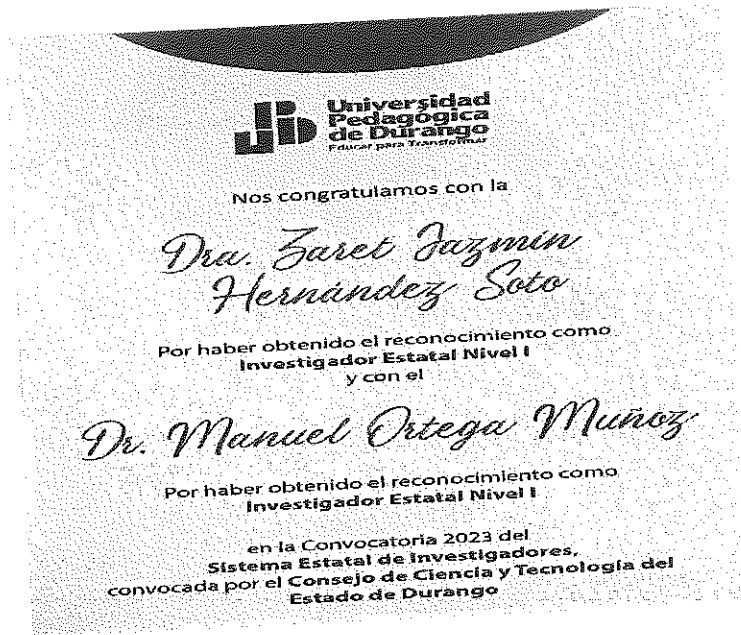 Universidad
Pedagógica
de Durango
Educar para Transformar
Nos congratulamos con la
Dra. Zaret Jazmín
Hernández Soto
Por haber obtenido el reconocimiento como
Investigador Estatal Nivel I
y con el
Dr. Manuel Ortega Muñoz
Por haber obtenido el reconocimiento como
Investigador Estatal Nivel I
en la Convocatoria 2023 del
Sistema Estatal de Investigadores,
convocada por el Consejo de Ciencia y Tecnología del
Estado de Durango